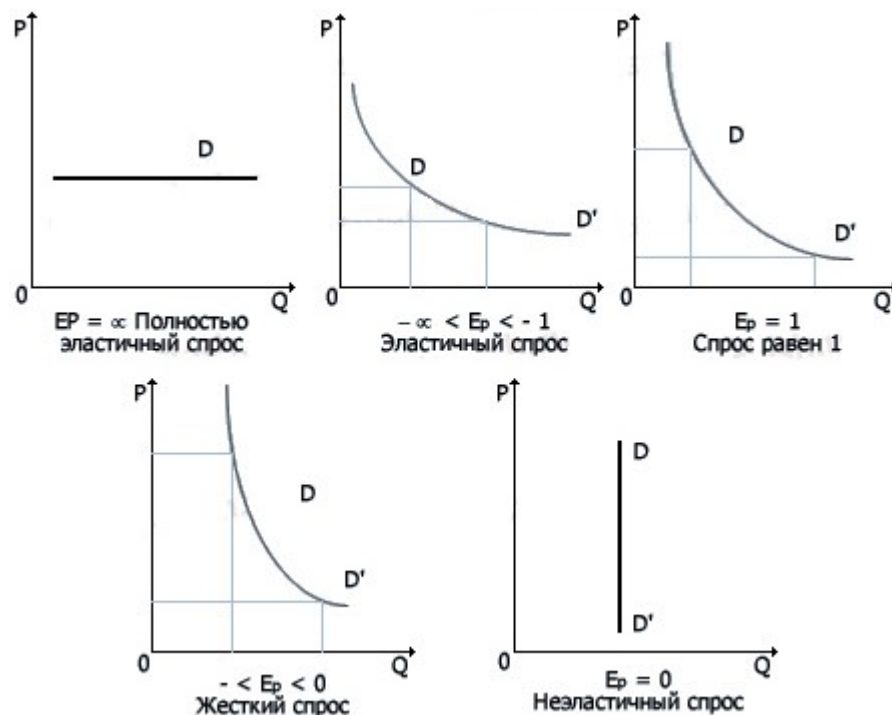 P
D
0
Q
EP = ∝ Полностью
эластичный спрос
P
D
D'
0
Q
– ∝ < Ep < - 1
Эластичный спрос
P
D
D'
0
Q
Ep = 1
Спрос равен 1
P
D
D'
0
Q
- < Ep < 0
Жесткий спрос
P
D
D'
0
Q
Ep = 0
Неэластичный спрос